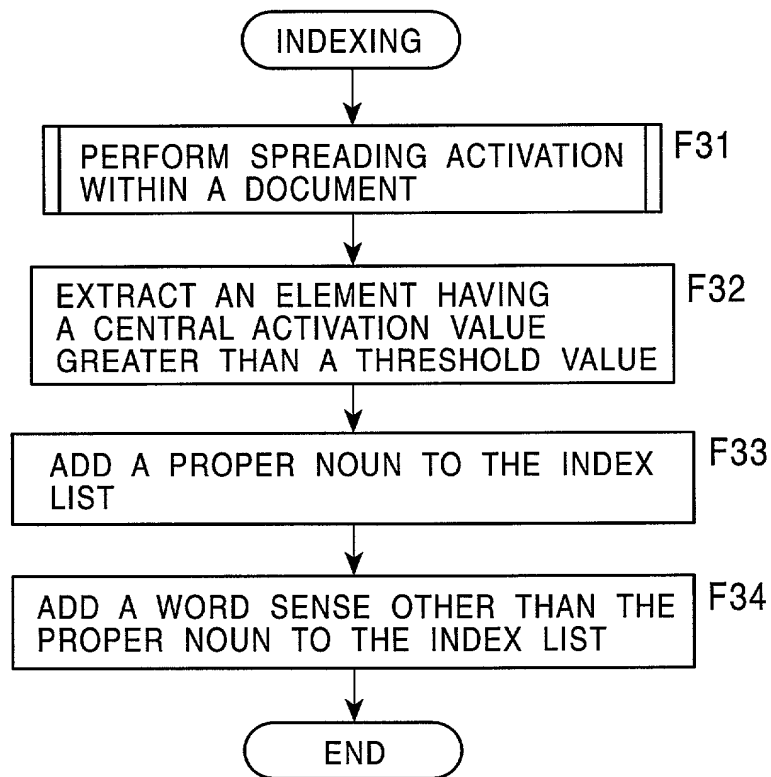 INDEXING
PERFORM SPREADING ACTIVATION
WITHIN A DOCUMENT
F31
EXTRACT AN ELEMENT HAVING
A CENTRAL ACTIVATION VALUE
GREATER THAN A THRESHOLD VALUE
F32
ADD A PROPER NOUN TO THE INDEX
LIST
F33
ADD A WORD SENSE OTHER THAN THE
PROPER NOUN TO THE INDEX LIST
F34
END